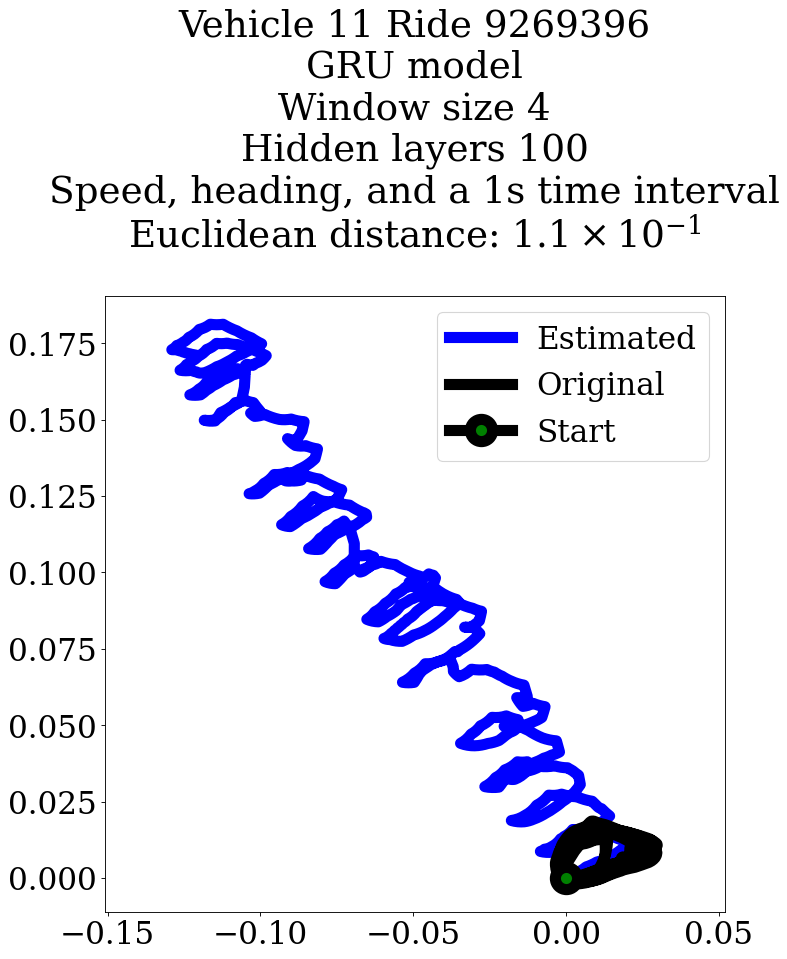 Vehicle 11 Ride 9269396
GRU model
Window size 4
Hidden layers 100
Speed, heading, and a 1s time interval
Euclidean distance: 1.1 × 10⁻¹
Estimated
Original
Start
0.175
0.150
0.125
0.100
0.075
0.050
0.025
0.000
−0.15 −0.10 −0.05 0.00 0.05